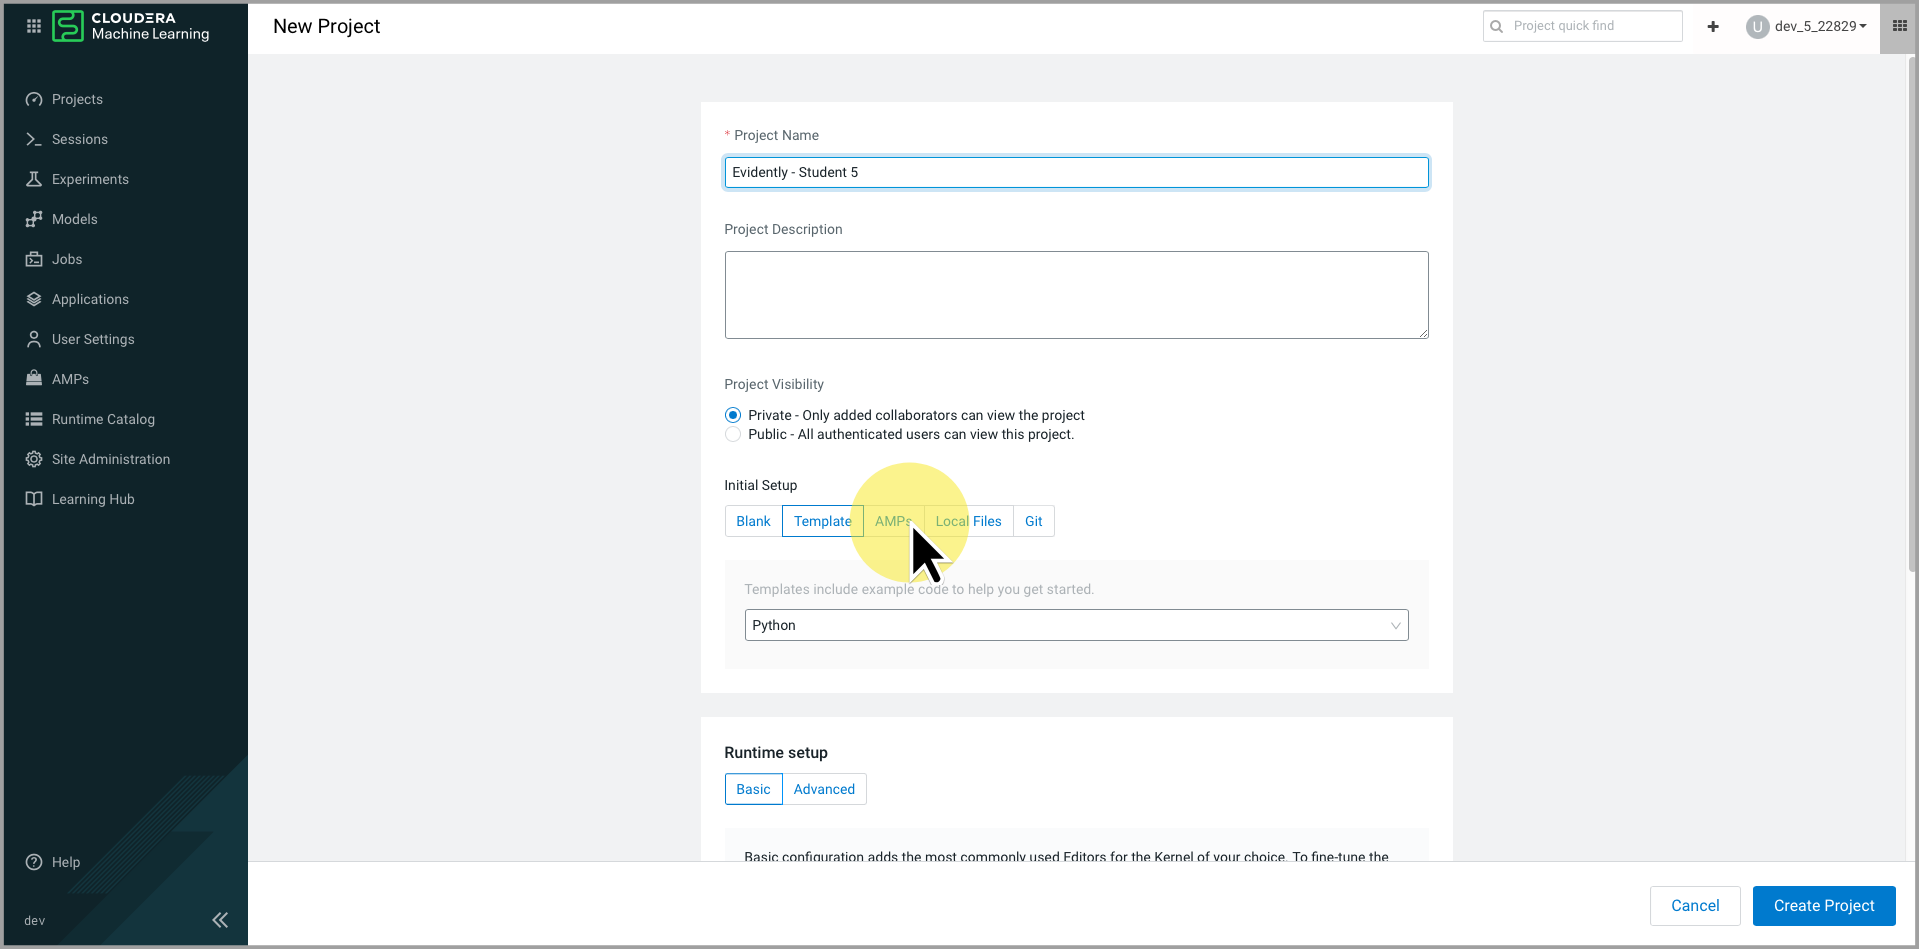 CLOUDERA
Machine Learning
New Project
Project quick find
U
dev_5_22829
Projects
Sessions
Experiments
Models
Jobs
Applications
User Settings
AMPs
Runtime Catalog
Site Administration
Learning Hub
Help
dev
* Project Name
Evidently - Student 5
Project Description
Project Visibility
Private - Only added collaborators can view the project
Public - All authenticated users can view this project.
Initial Setup
Blank Template AMPs Local Files Git
Templates include example code to help you get started.
Python
Runtime setup
Basic Advanced
Basic configuration adds the most commonly used Editors for the Kernel of your choice. To fine-tune the
Cancel Create Project